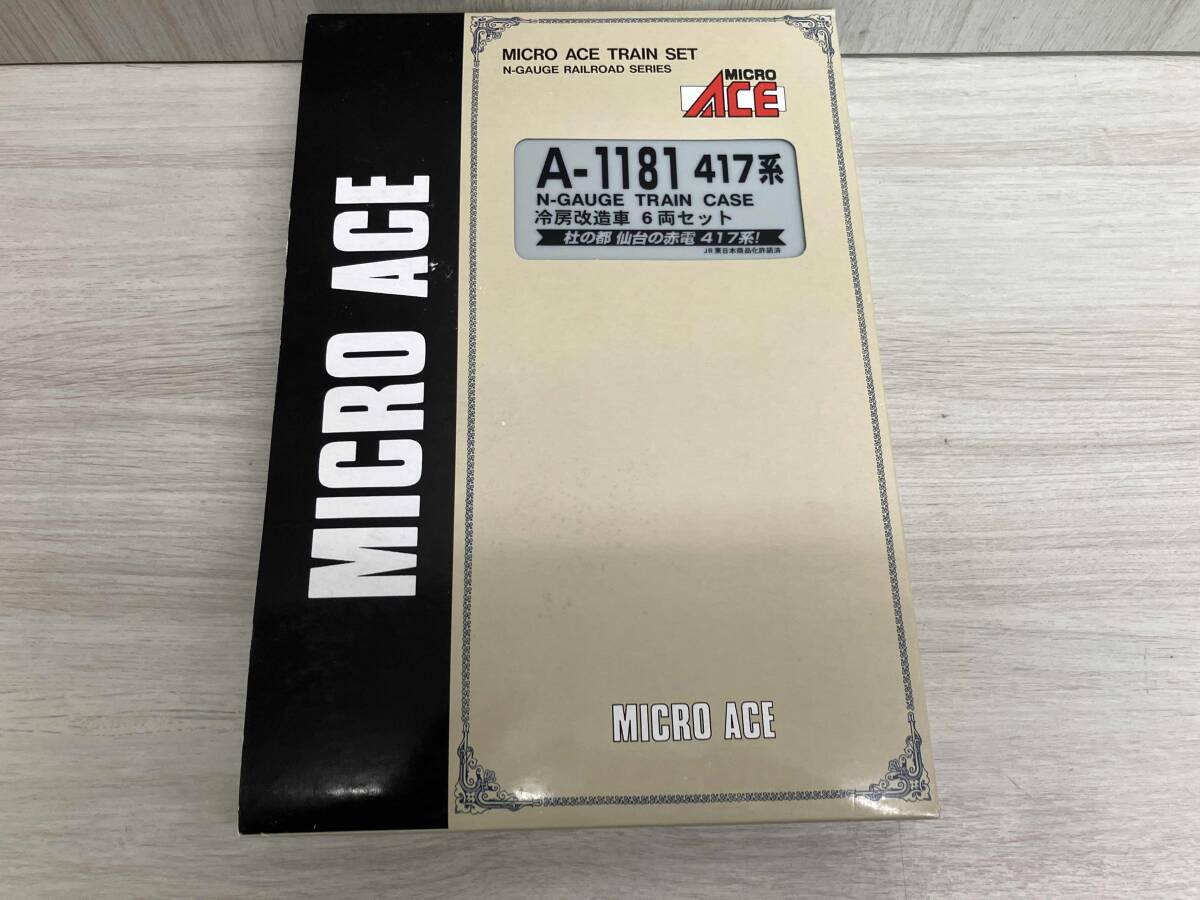 MICRO ACE TRAIN SET
N-GAUGE RAILROAD SERIES
MICRO
ACE
A-1181 417系
N-GAUGE TRAIN CASE
冷房改造車 6両セット
杜の都 仙台の赤電 417系!
JR東日本商品化許諾済
MICRO ACE
MICRO ACE